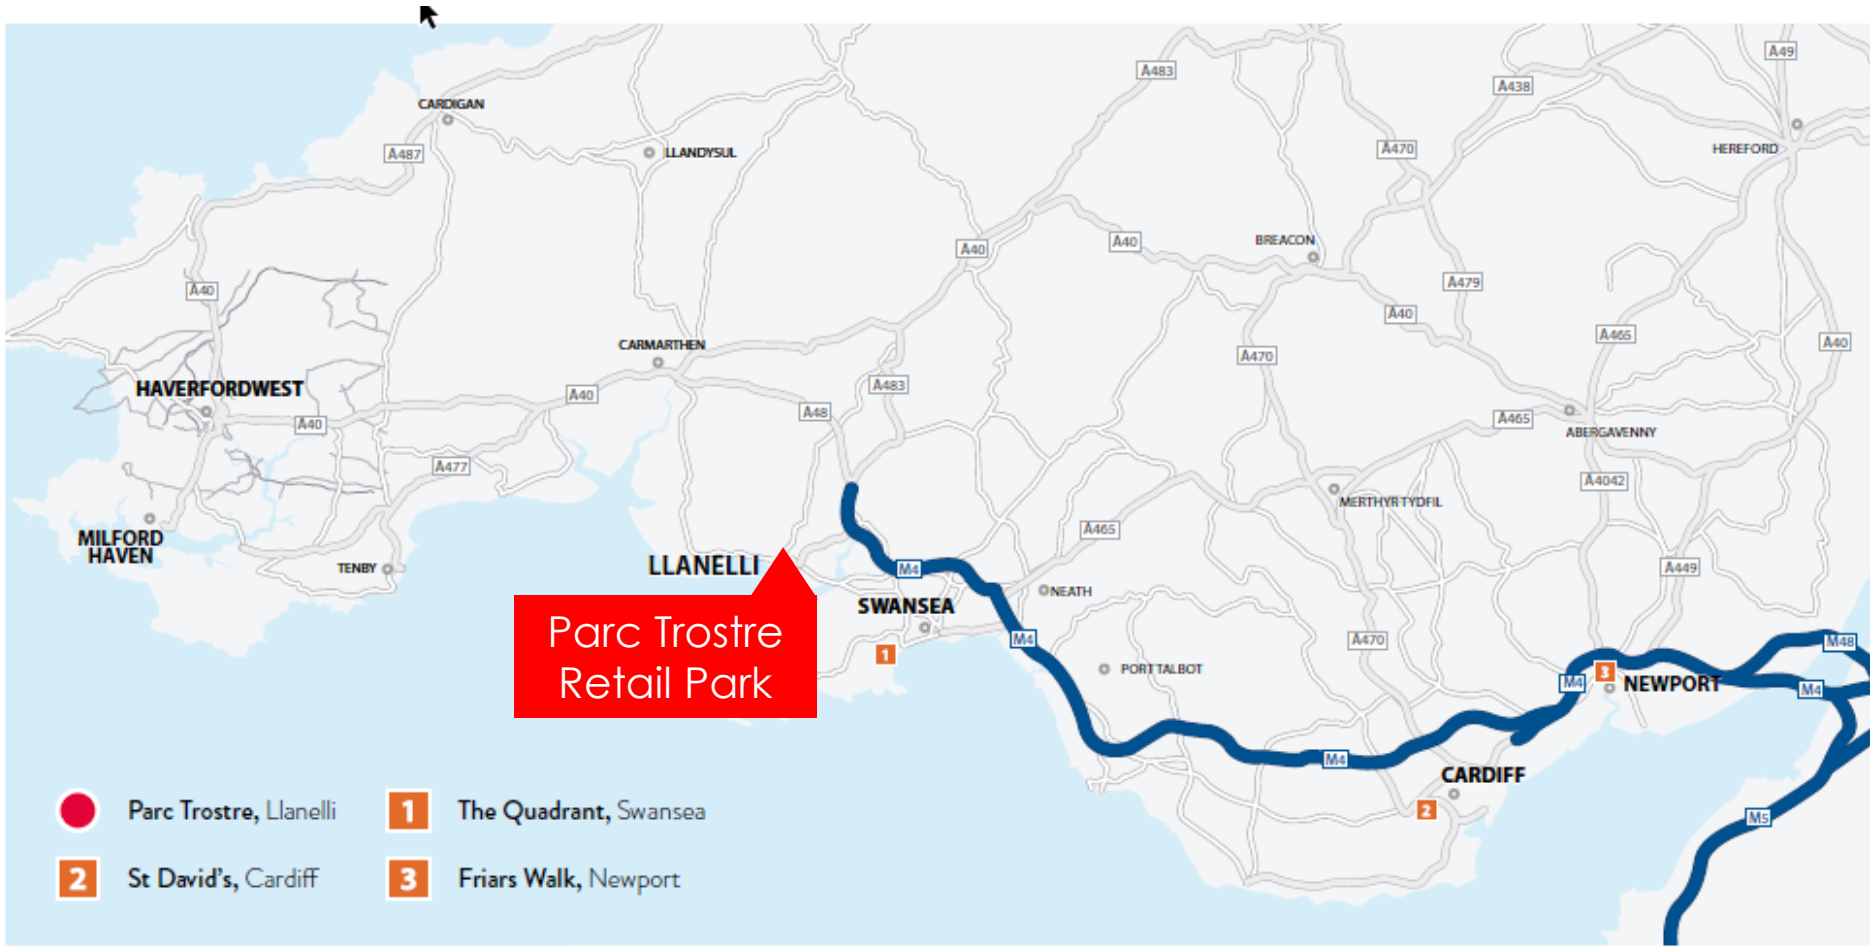 A49
A483
A438
CARDIGAN
A487
LLANDYSUL
A470
HEREFORD
A40
A40
BREACON
A479
A40
A40
A465
A40
CARMARTHEN
A470
HAVERFORDWEST
A483
A40
A48
A40
A465
ABERGAVENNY
A477
A4042
MERTHYR TYDFIL
A465
MILFORD
HAVEN
TENBY
LLANELLI
M4
A449
NEATH
SWANSEA
Parc Trostre
Retail Park
M4
A470
M48
1
PORT TALBOT
3
M4
NEWPORT
M4
M4
CARDIFF
2
M5
Parc Trostre, Llanelli
1 The Quadrant, Swansea
2 St David's, Cardiff
3 Friars Walk, Newport